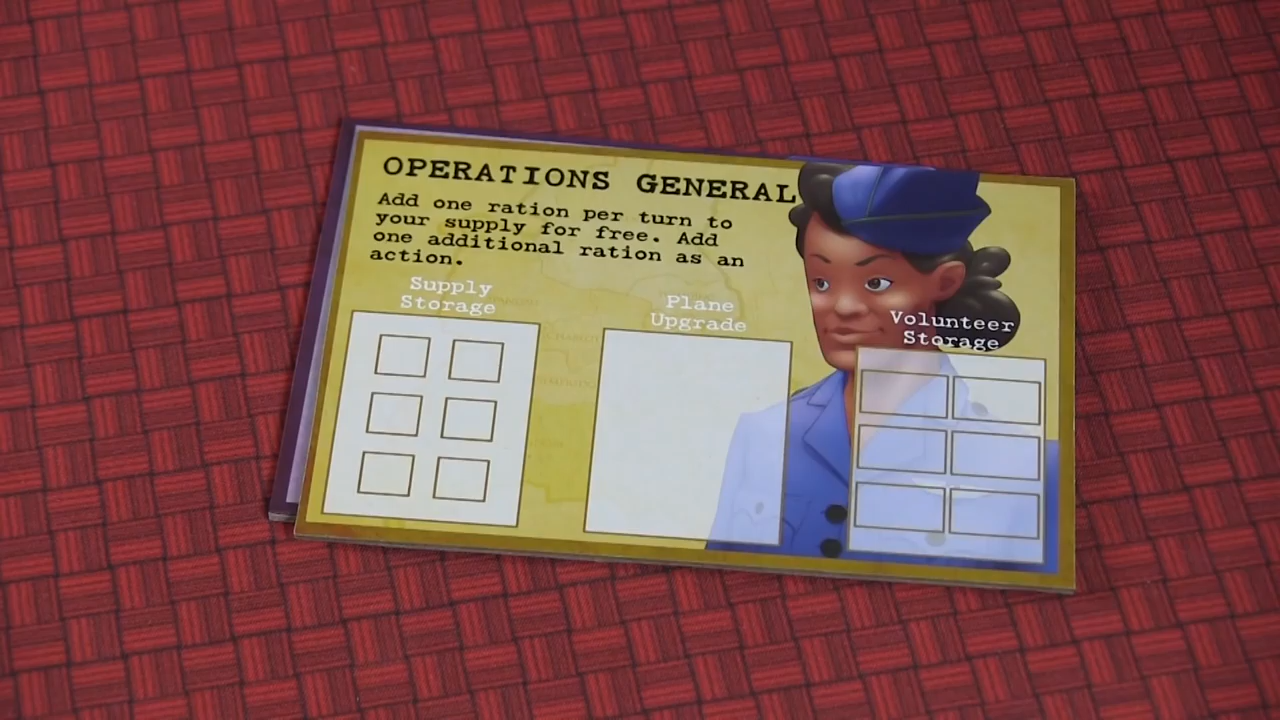 OPERATIONS GENERAL
Add one ration per turn to
your supply for free. Add
one additional ration as an
action.
Supply
Storage
Plane
Upgrade
Volunteer
Storage